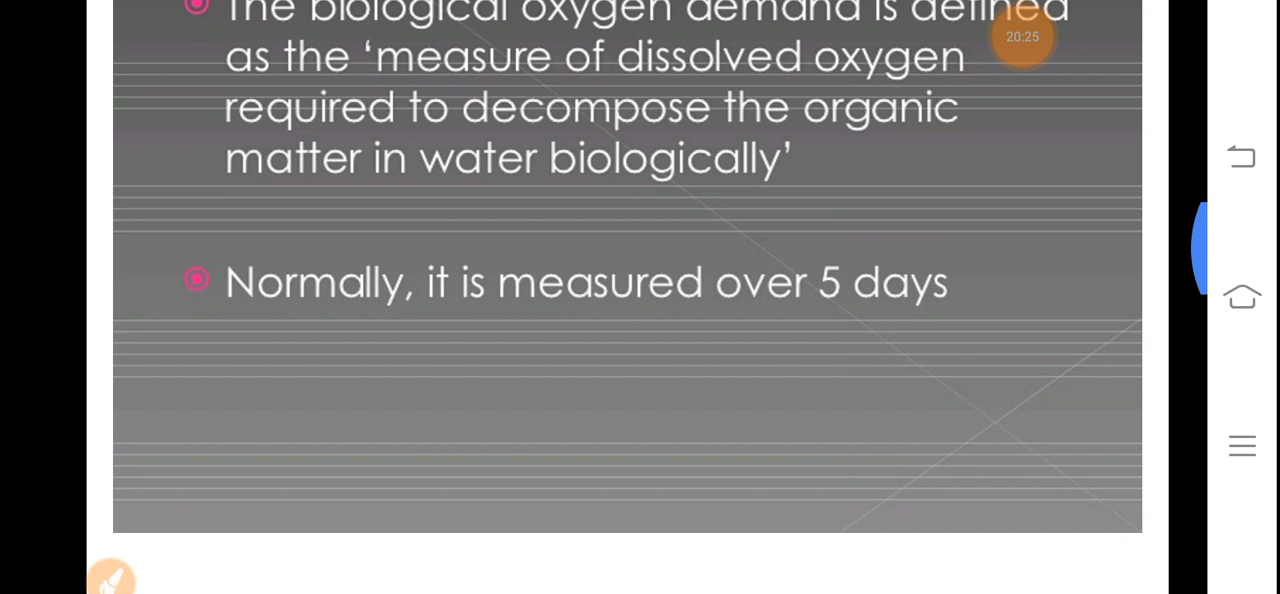 The biological oxygen demand is defined
20:25
as the ‘measure of dissolved oxygen
required to decompose the organic
matter in water biologically’
Normally, it is measured over 5 days